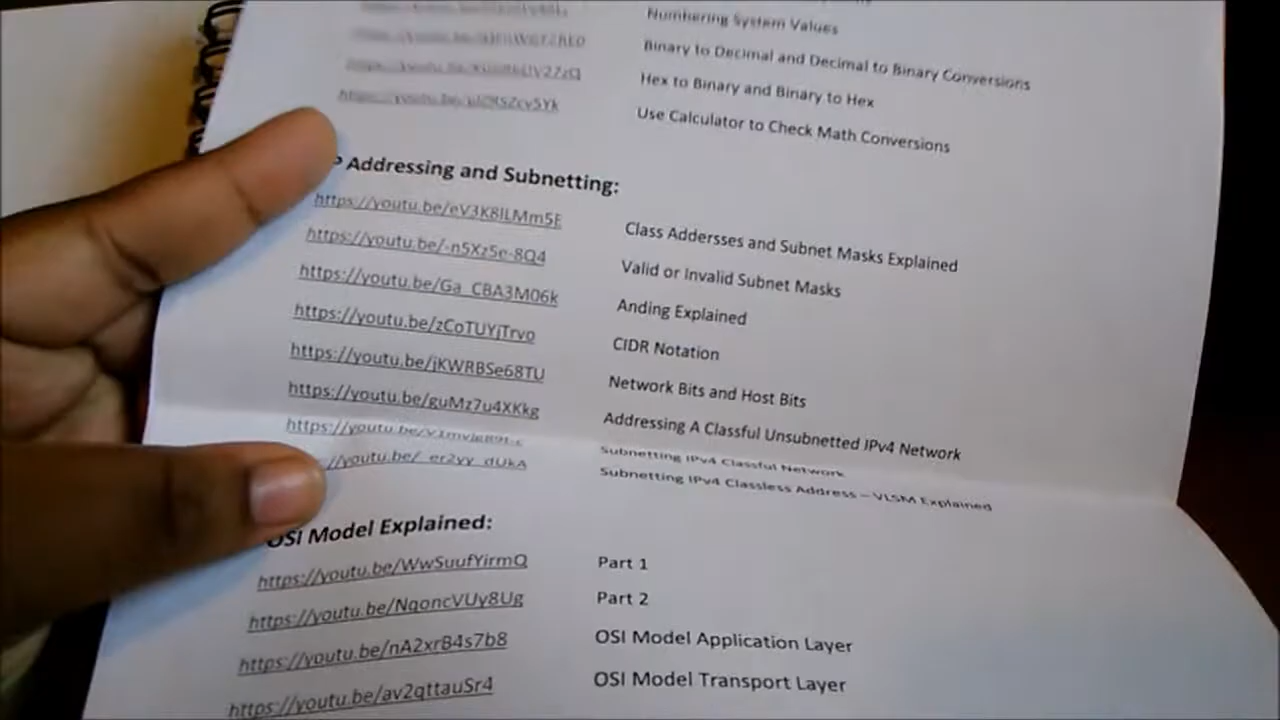 Numbering System Values
Binary to Decimal and Decimal to Binary Conversions
Hex to Binary and Binary to Hex
Use Calculator to Check Math Conversions
Addressing and Subnetting:
https://youtu.be/eV3K8ILMm5E Class Addersses and Subnet Masks Explained
https://youtu.be/-n5Xz5e-8Q4 Valid or Invalid Subnet Masks
https://youtu.be/Ga_CBA3M06k Anding Explained
https://youtu.be/zCoTUYjTrvo CIDR Notation
https://youtu.be/jKWRBSe68TU Network Bits and Host Bits
https://youtu.be/guMz7u4XKkg Addressing A Classful Unsubnetted IPv4 Network
Subnetting IPv4 Classful Network
//youtu.be/_er2yy_dUkA Subnetting IPv4 Classless Address – VLSM Explained
OSI Model Explained:
https://youtu.be/WwSuufYirmQ Part 1
https://youtu.be/NqoncVUy8Ug Part 2
https://youtu.be/nA2xrB4s7b8 OSI Model Application Layer
https://youtu.be/av2qttauSr4 OSI Model Transport Layer